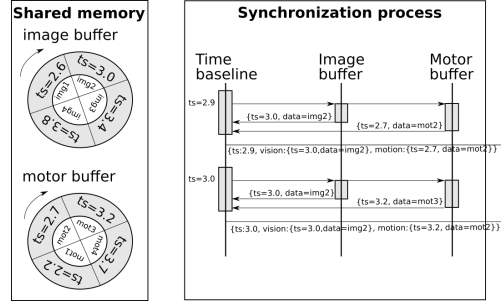 Shared memory
image buffer
ts=2.6
ts=3.0
img1
img2
img4
img3
ts=3.8
ts=3.4
motor buffer
ts=2.7
ts=3.2
mot2
mot3
mot1
mot4
ts=2.2
ts=3.7
Synchronization process
Time
baseline
Image
buffer
Motor
buffer
ts=2.9
{ts=3.0, data=img2}
{ts=2.7, data=mot2}
{ts:2.9, vision:{ts=3.0,data=img2}, motion:{ts=2.7, data=mot2}}
ts=3.0
{ts=3.0, data=img2}
{ts=3.2, data=mot3}
{ts:3.0, vision:{ts=3.0,data=img2}, motion:{ts=3.2, data=mot2}}